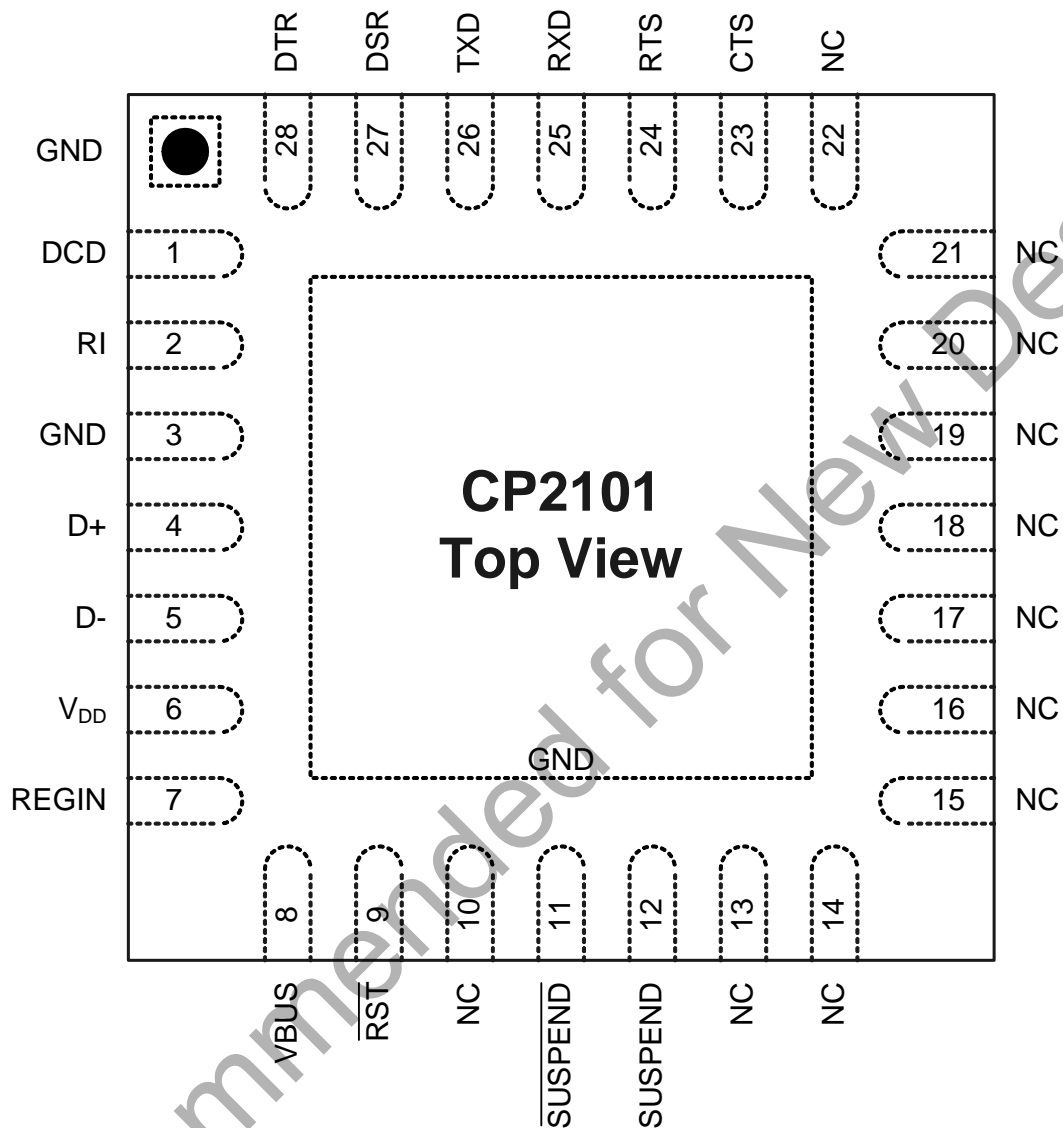 DTR
DSR
TXD
RXD
RTS
CTS
NC
28
27
26
25
24
23
22
GND
DCD 1
RI 2
GND 3
D+ 4
D- 5
VDD 6
REGIN 7
21 NC
20 NC
19 NC
18 NC
17 NC
16 NC
15 NC
CP2101
Top View
GND
8
9
10
11
12
13
14
VBUS
RST
NC
SUSPEND
SUSPEND
NC
NC
for New